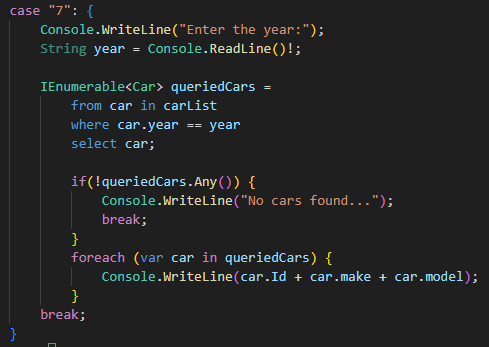 case "7": {
    Console.WriteLine("Enter the year:");
    String year = Console.ReadLine()!;

    IEnumerable<Car> queriedCars =
        from car in carList
        where car.year == year
        select car;

        if(!queriedCars.Any()) {
            Console.WriteLine("No cars found...");
            break;
        }
        foreach (var car in queriedCars) {
            Console.WriteLine(car.Id + car.make + car.model);
        }
    break;
}